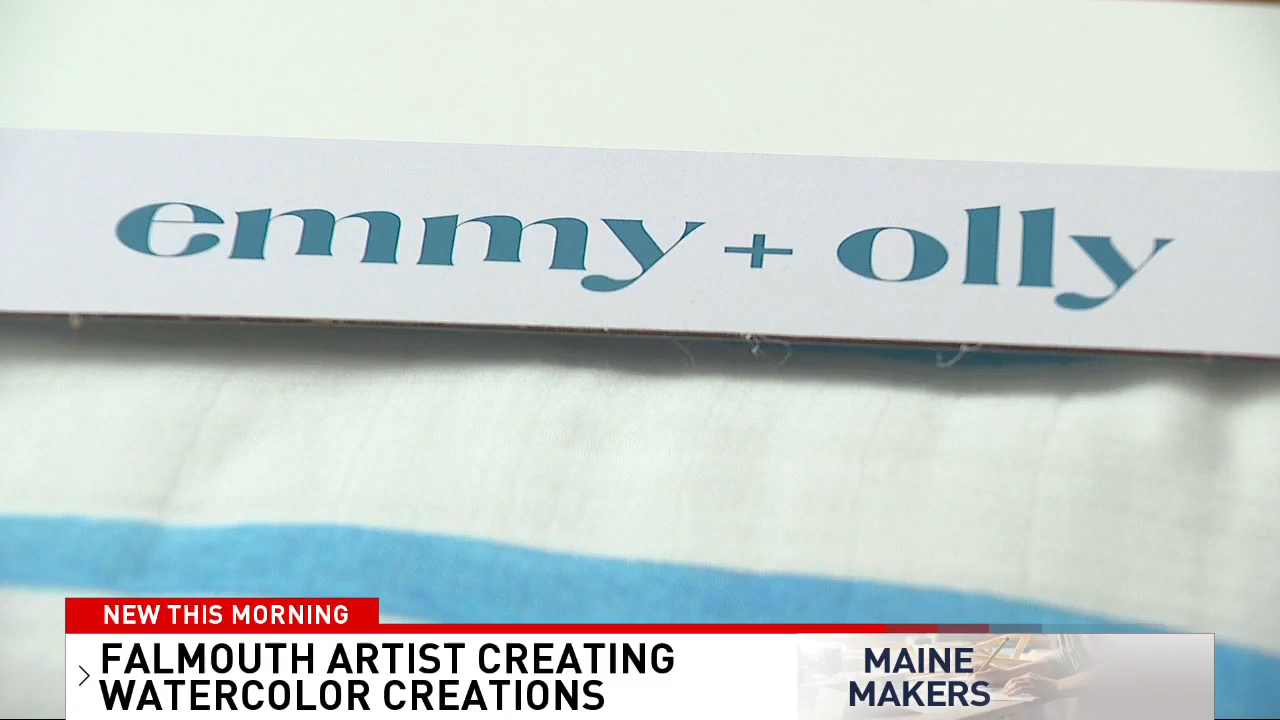 emmy + olly
NEW THIS MORNING
FALMOUTH ARTIST CREATING
WATERCOLOR CREATIONS
MAINE
MAKERS